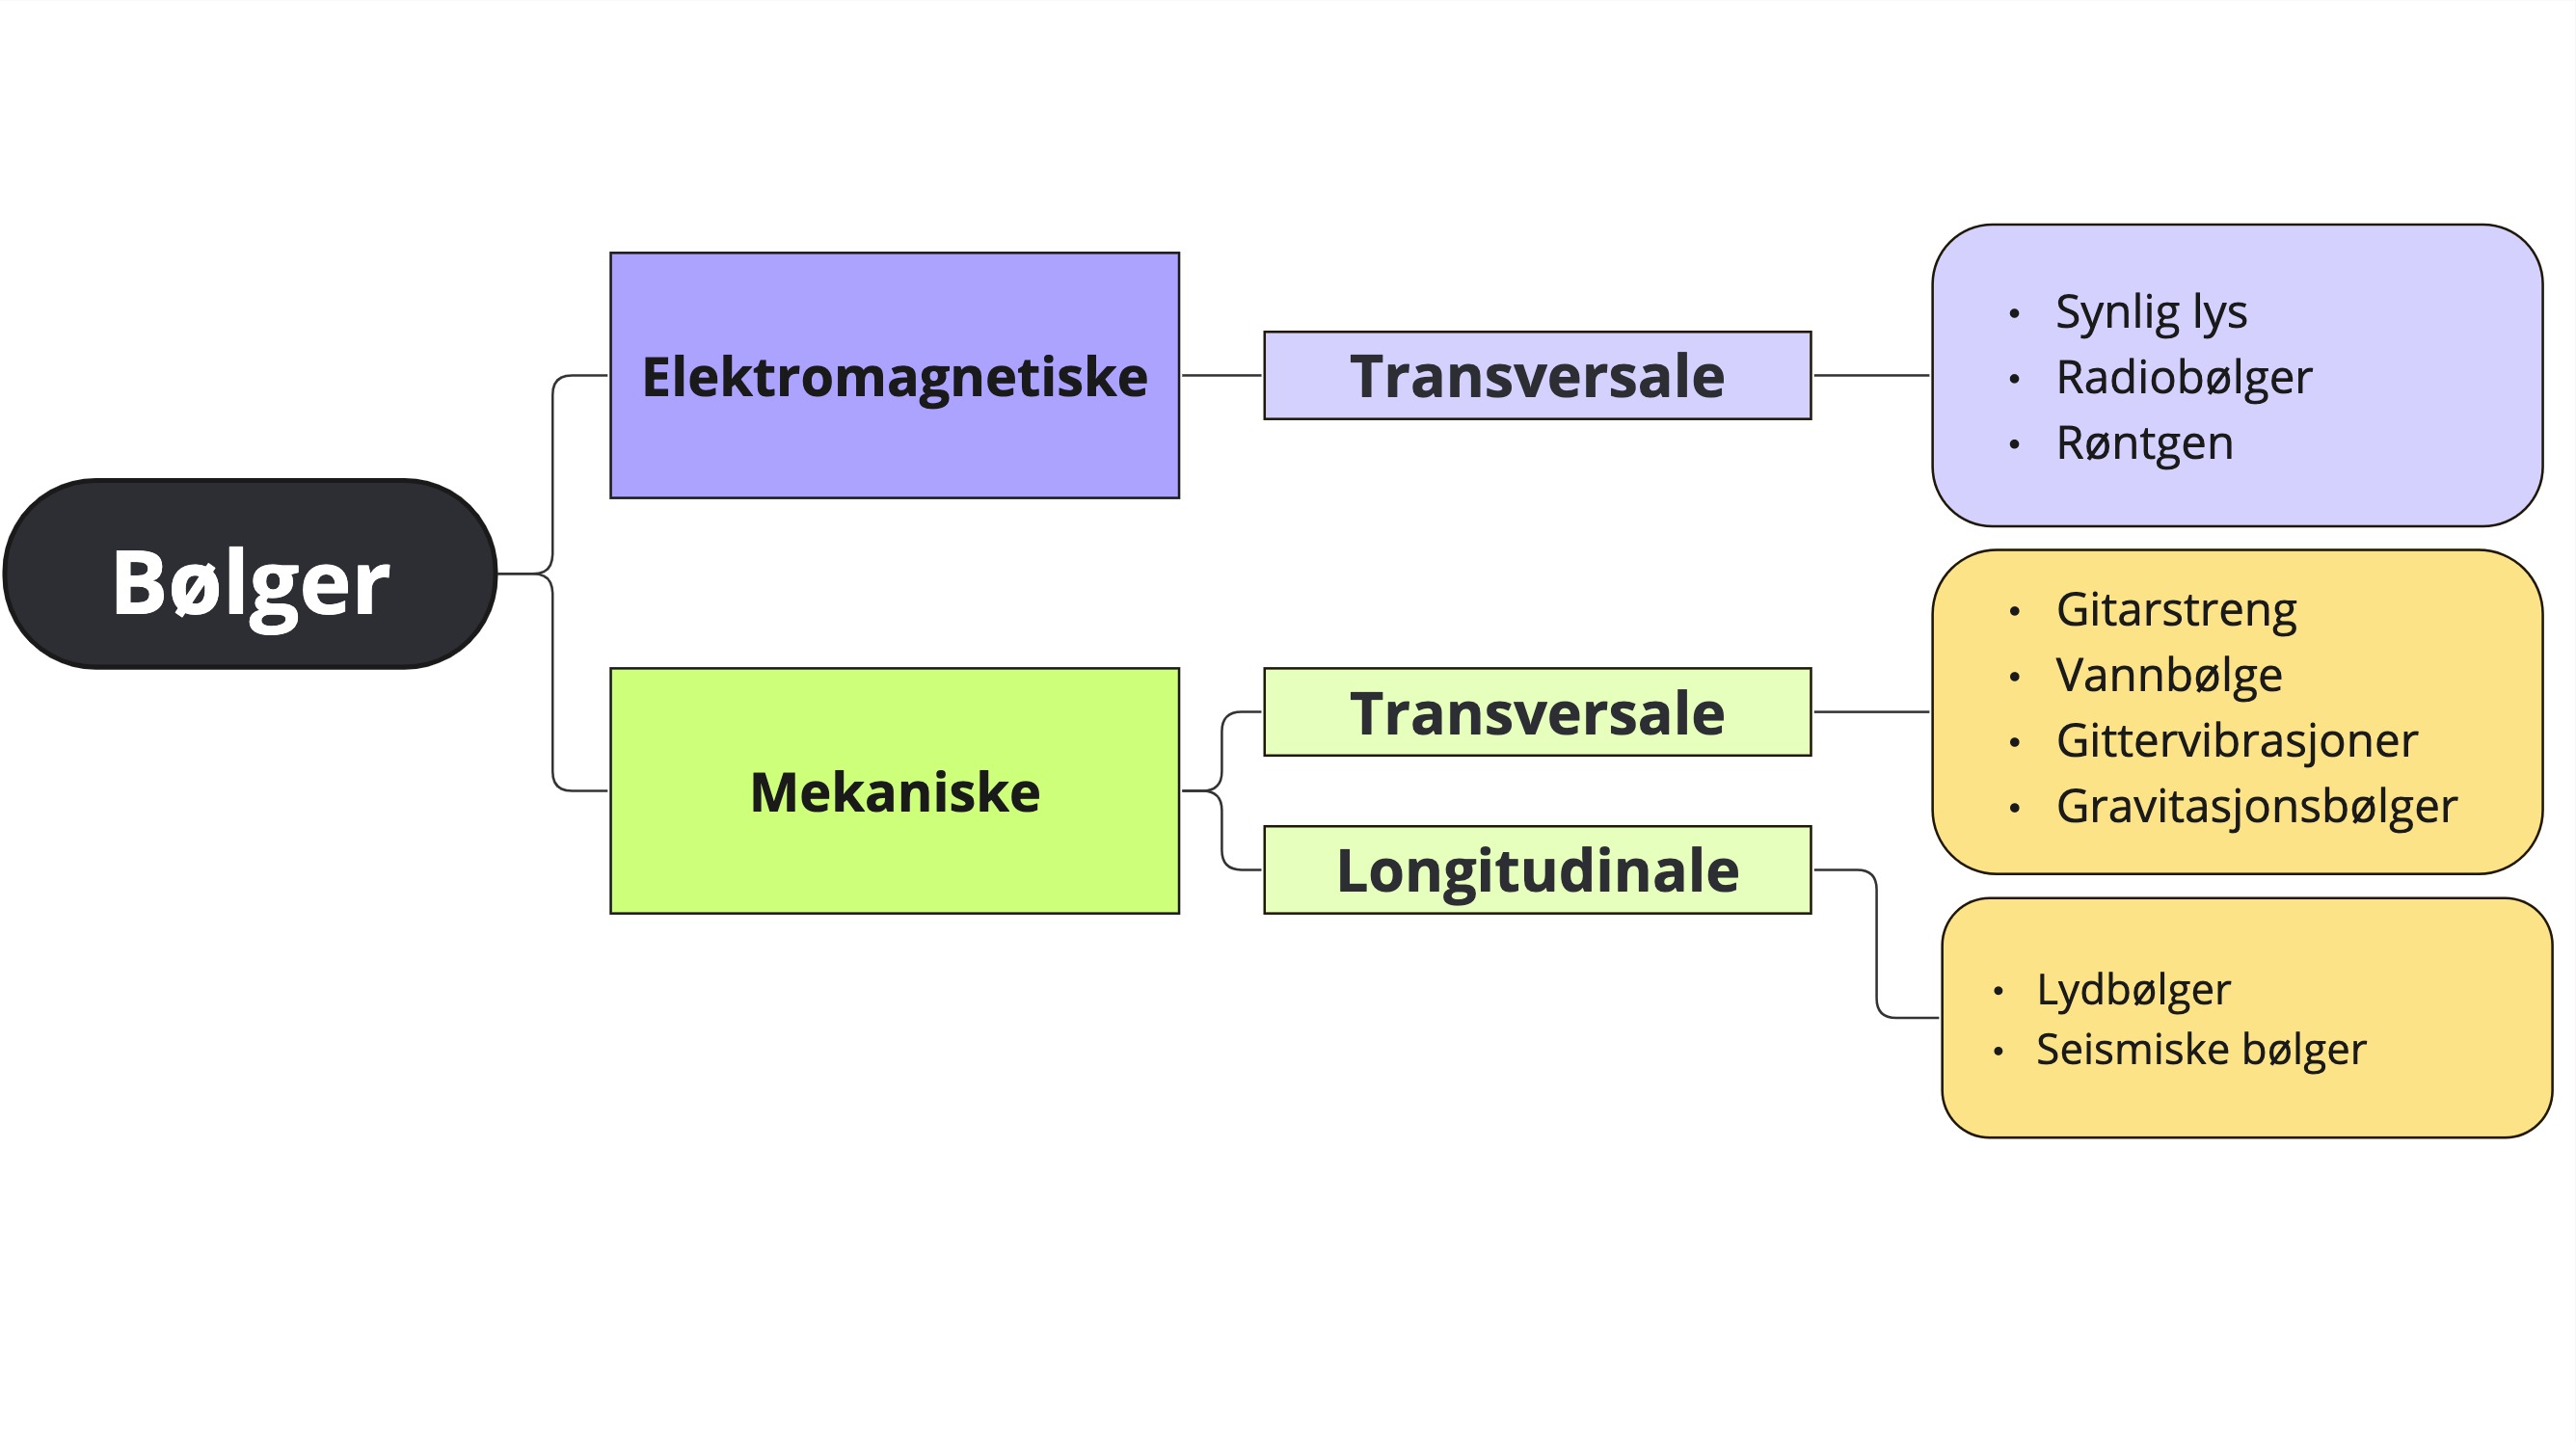 Bølger
Elektromagnetiske
Transversale
• Synlig lys
• Radiobølger
• Røntgen
Mekaniske
Transversale
• Gitarstreng
• Vannbølge
• Gittervibrasjoner
• Gravitasjonsbølger
Longitudinale
• Lydbølger
• Seismiske bølger